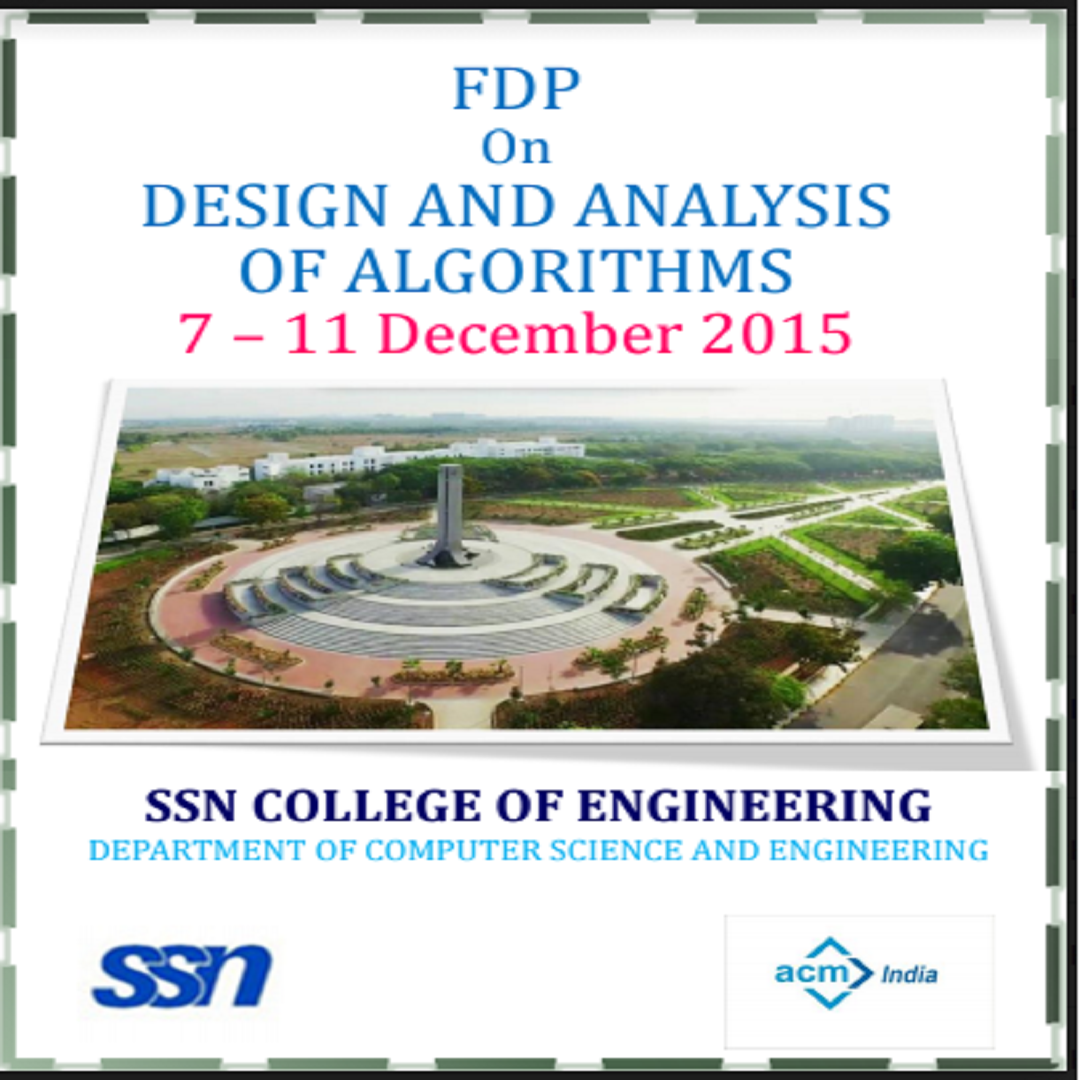 FDP
On
DESIGN AND ANALYSIS
OF ALGORITHMS
7 – 11 December 2015
SSN COLLEGE OF ENGINEERING
DEPARTMENT OF COMPUTER SCIENCE AND ENGINEERING
ssn
acm India